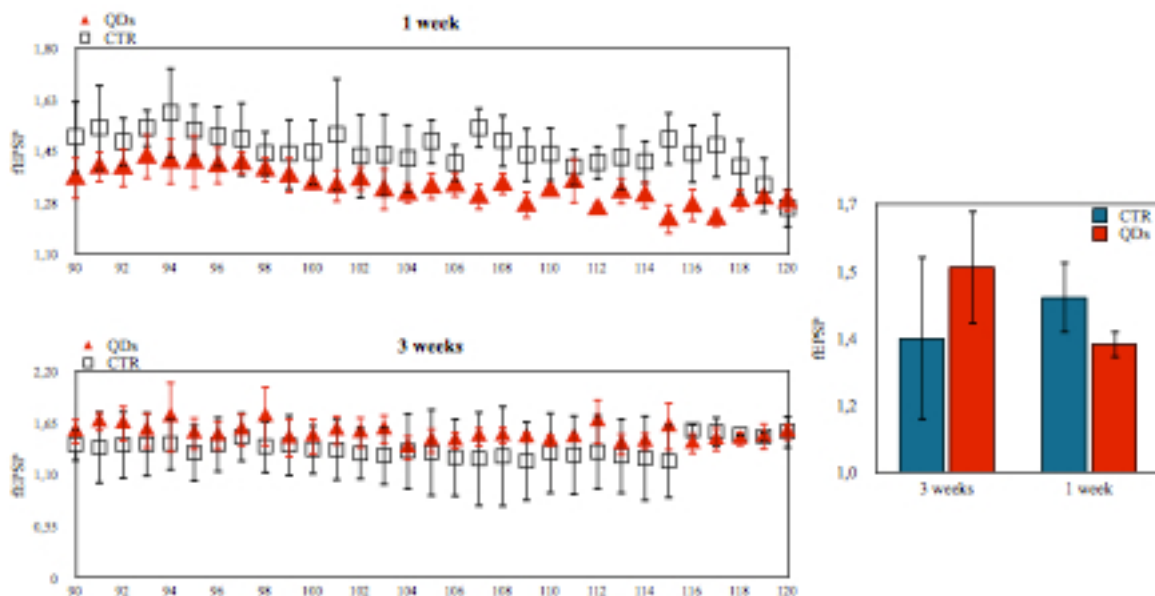 QDs
CTR
1 week
1,80
1,63
1,45
1,28
1,10
fEPSP
90 92 94 96 98 100 101 104 106 108 110 112 114 116 118 120
QDs
CTR
3 weeks
2,20
1,65
1,10
0,55
0
fEPSP
90 92 94 96 98 100 102 104 106 108 110 112 114 116 118 120
CTR
QDs
1,7
1,5
1,4
1,2
1,0
fEPSP
3 weeks 1 week